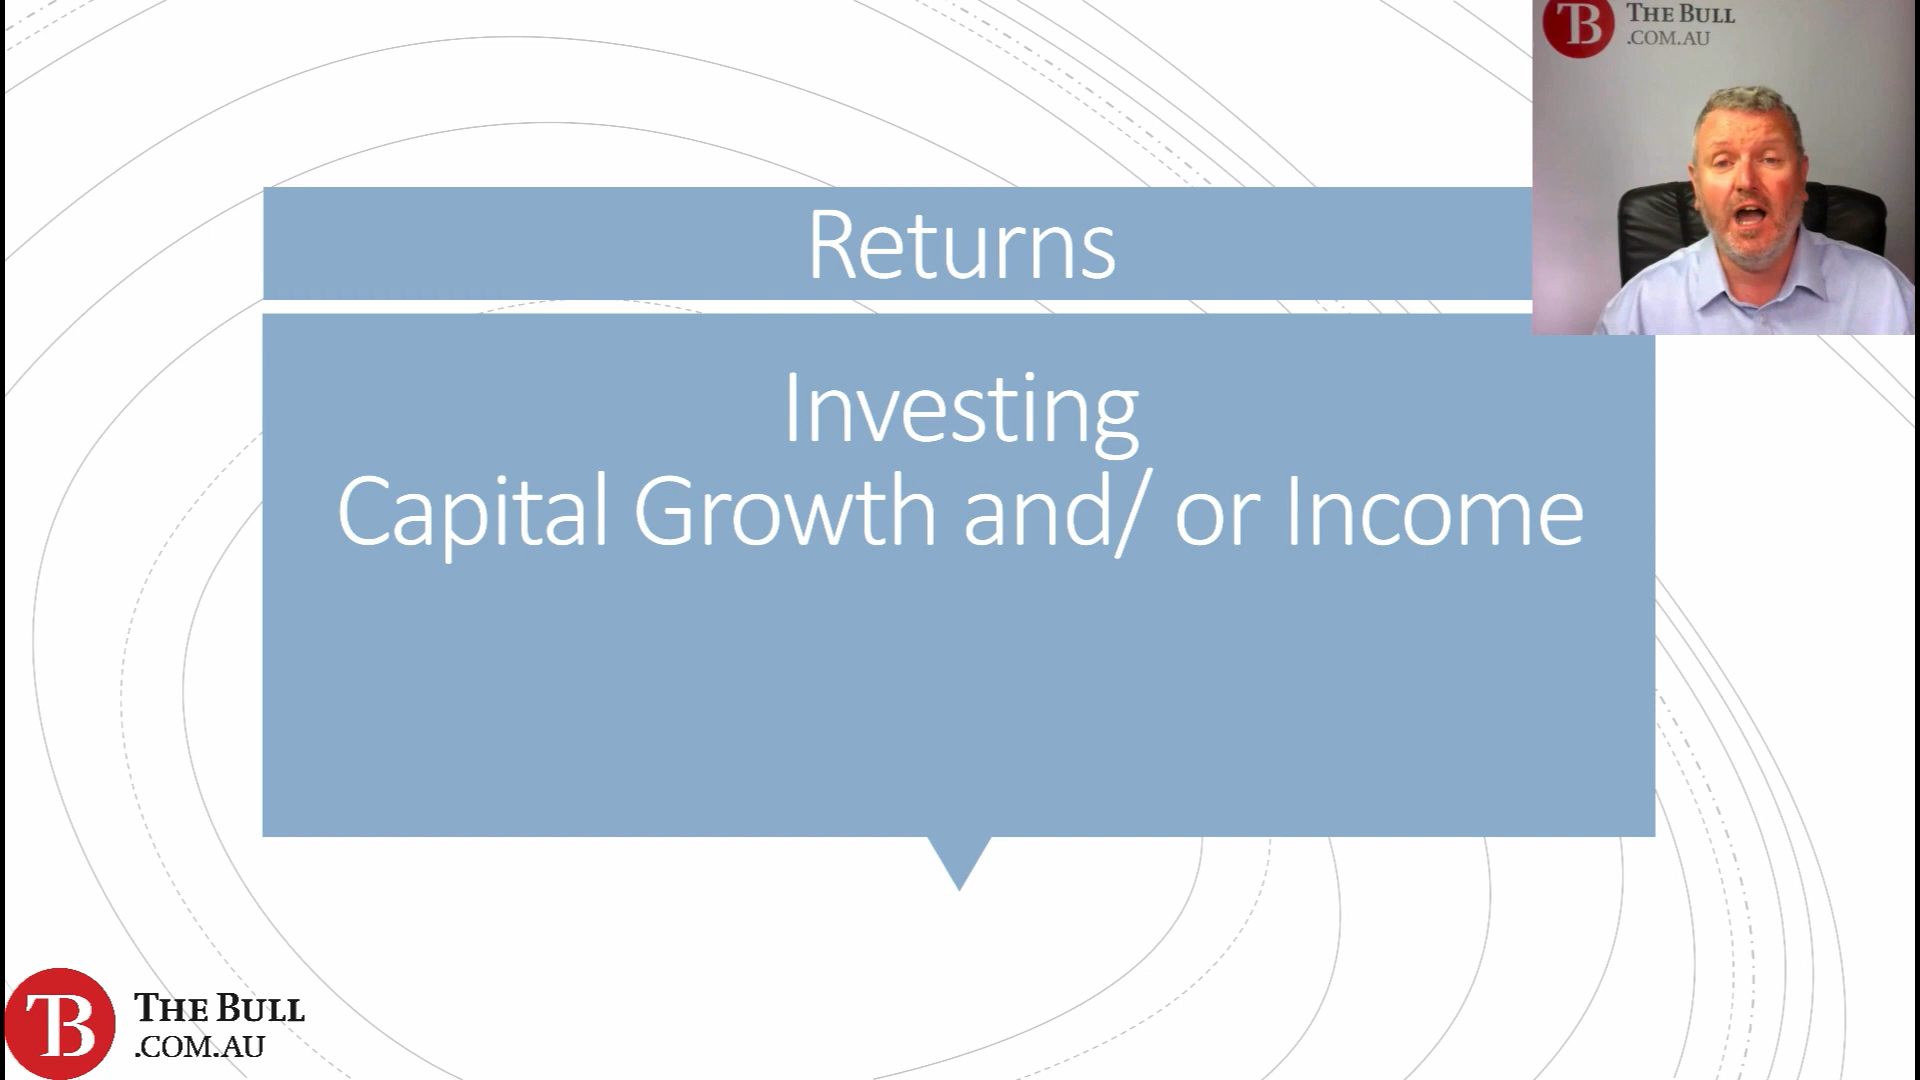 THE BULL
.COM.AU
Returns
Investing
Capital Growth and/ or Income
TB
THE BULL
.COM.AU